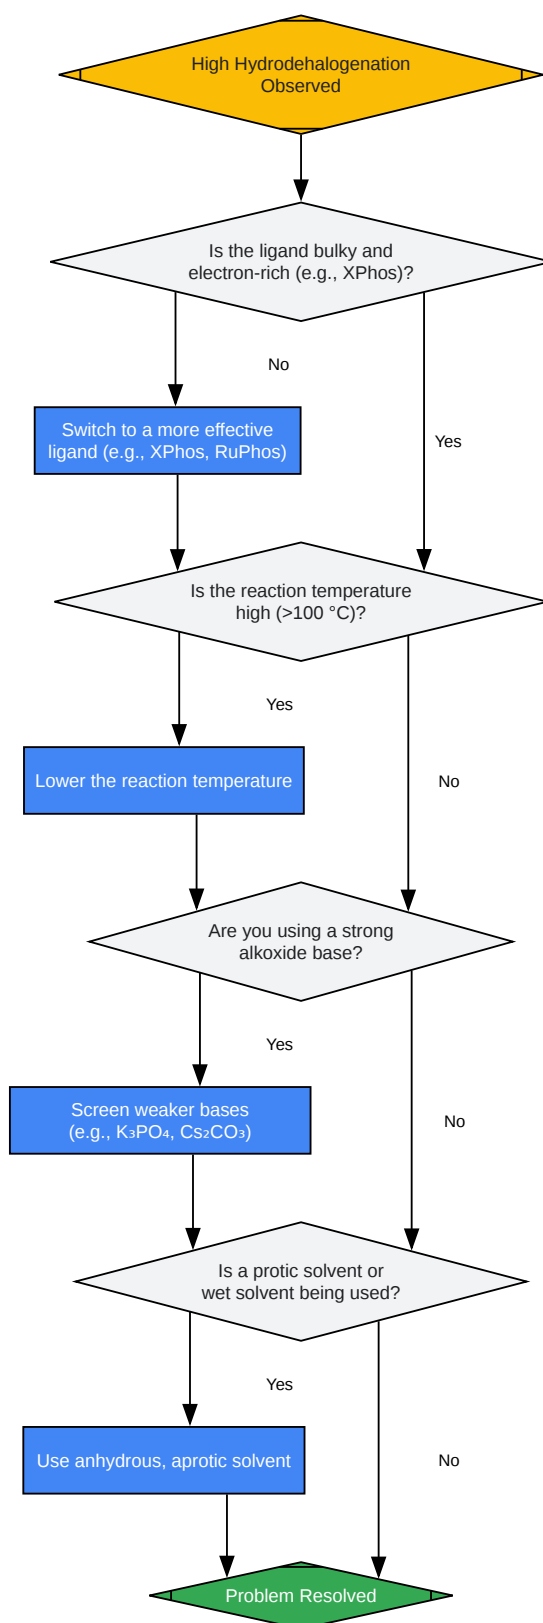 High Hydrodehalogenation
Observed
Is the ligand bulky and
electron-rich (e.g., XPhos)?
No
Switch to a more effective
ligand (e.g., XPhos, RuPhos)
Yes
Is the reaction temperature
high (>100 °C)?
Yes
Lower the reaction temperature
No
Are you using a strong
alkoxide base?
Yes
Screen weaker bases
(e.g., K₃PO₄, Cs₂CO₃)
No
Is a protic solvent or
wet solvent being used?
Yes
Use anhydrous, aprotic solvent
No
Problem Resolved